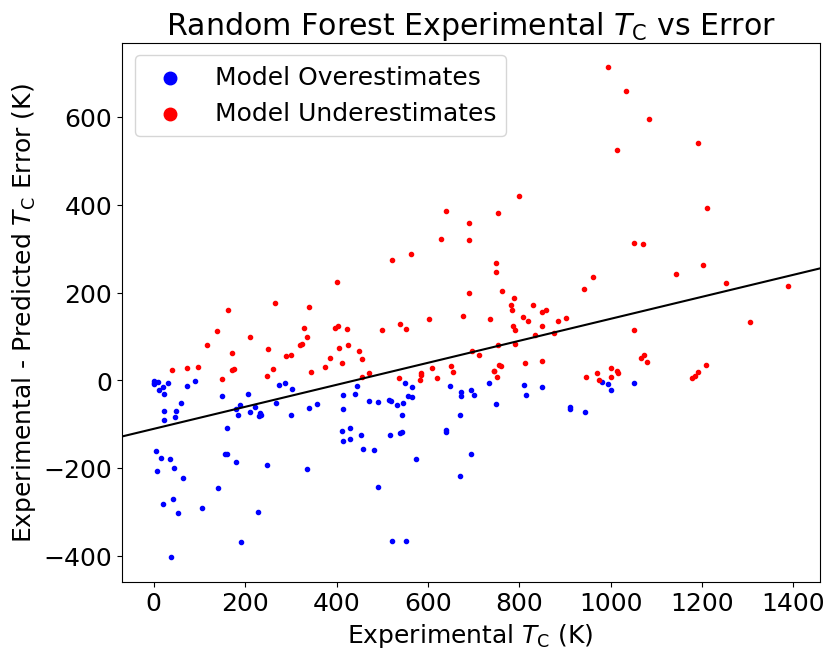 Random Forest Experimental T_C vs Error
Model Overestimates
Model Underestimates
Experimental - Predicted T_C Error (K)
600
400
200
0
−200
−400
0 200 400 600 800 1000 1200 1400
Experimental T_C (K)